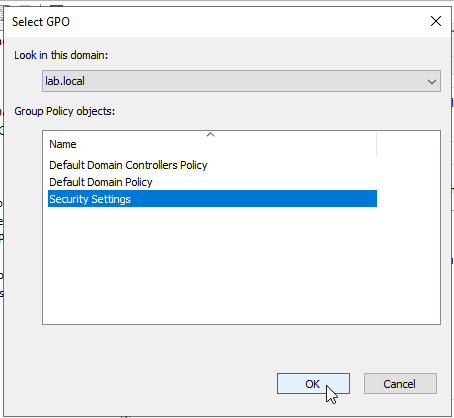 Select GPO
Look in this domain:
lab.local
Group Policy objects:
Name
Default Domain Controllers Policy
Default Domain Policy
Security Settings
OK
Cancel